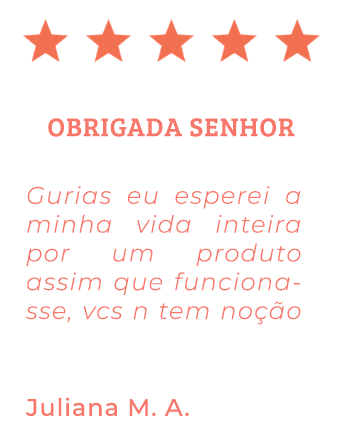 OBRIGADA SENHOR
Gurias eu esperei a
minha vida inteira
por um produto
assim que funciona-
sse, vcs n tem noção
Juliana M. A.